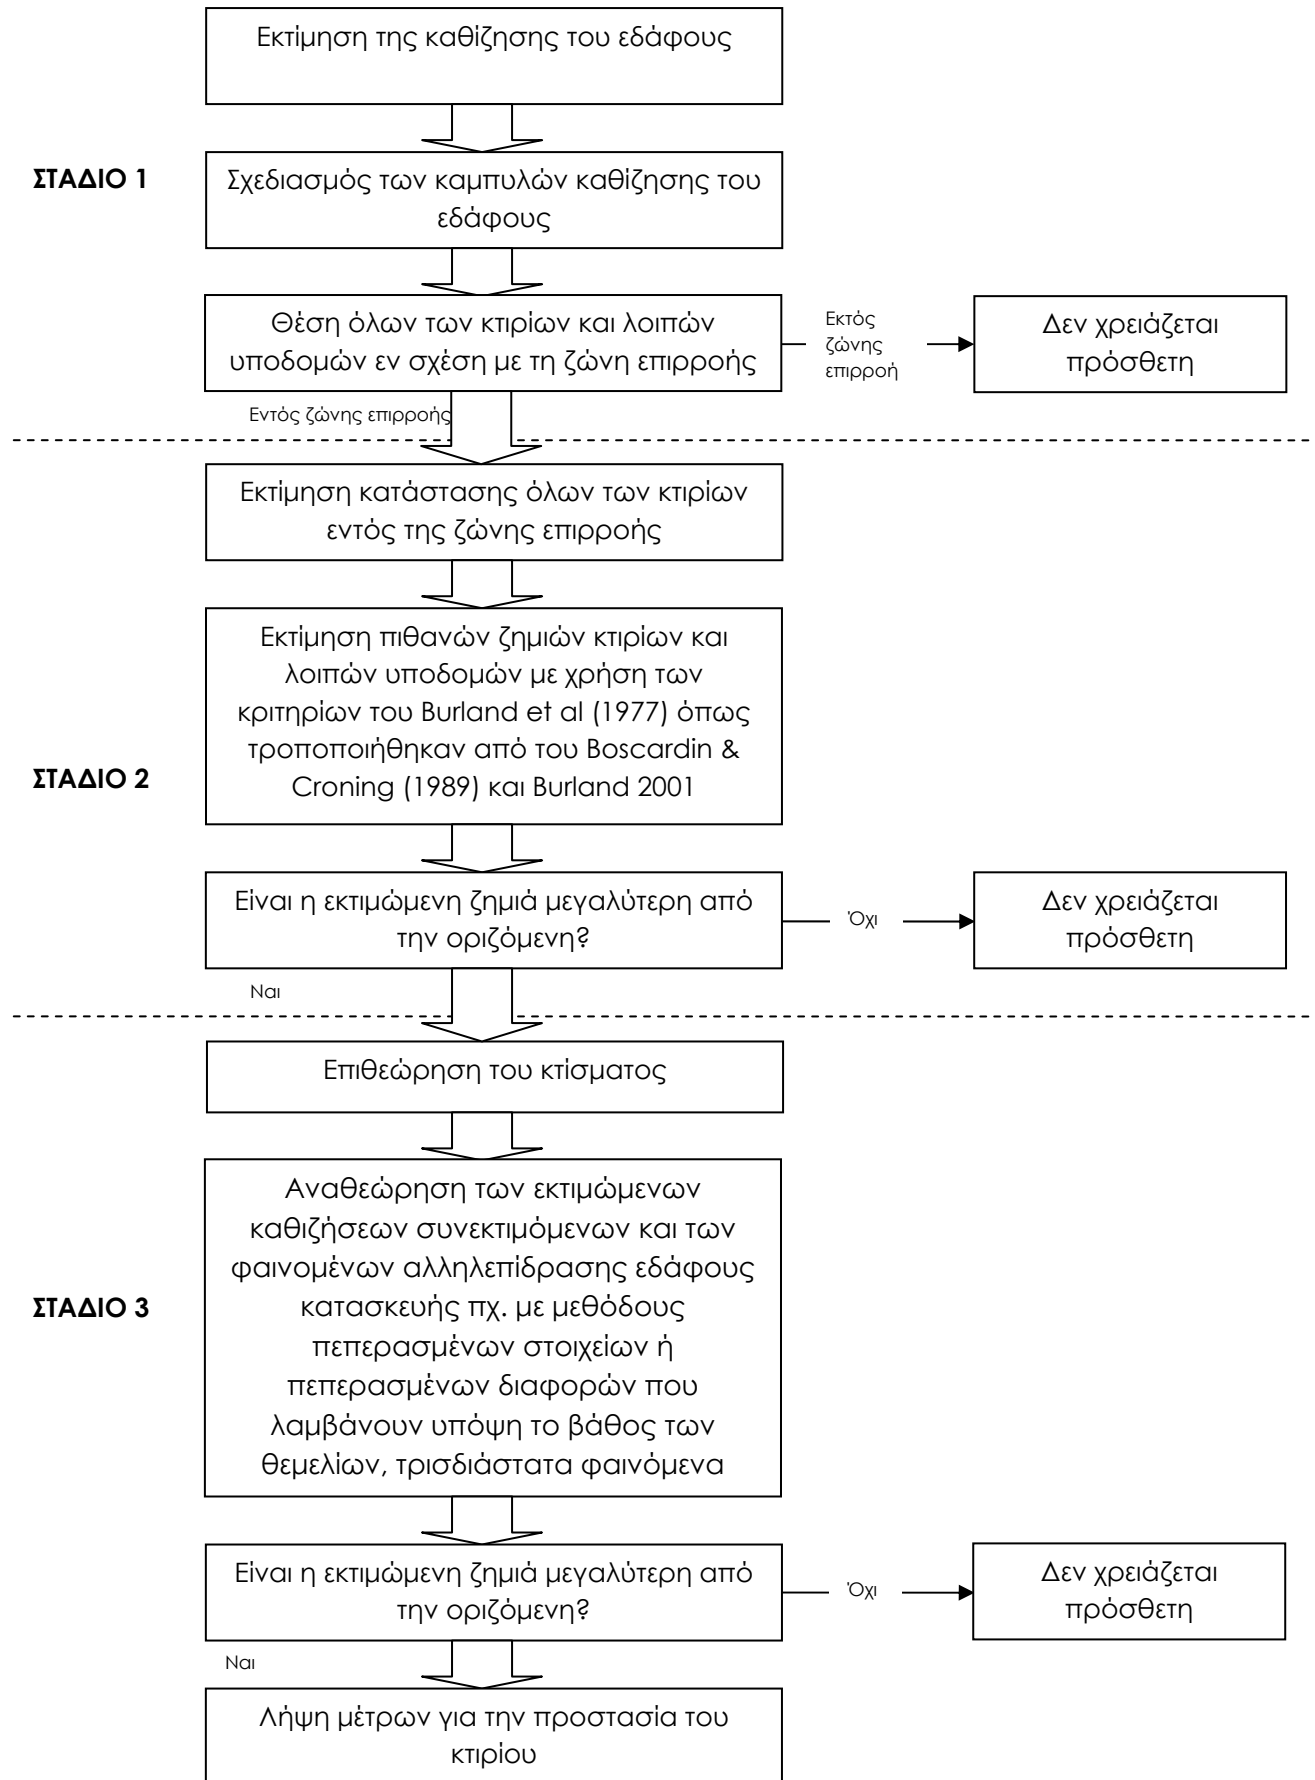 Εκτίμηση της καθίζησης του εδάφους
ΣΤΑΔΙΟ 1
Σχεδιασμός των καμπυλών καθίζησης του
εδάφους
Θέση όλων των κτιρίων και λοιπών
υποδομών εν σχέση με τη ζώνη επιρροής
Εκτός
ζώνης
επιρροή
Δεν χρειάζεται
πρόσθετη
Εντός ζώνης επιρροής
Εκτίμηση κατάστασης όλων των κτιρίων
εντός της ζώνης επιρροής
ΣΤΑΔΙΟ 2
Εκτίμηση πιθανών ζημιών κτιρίων και
λοιπών υποδομών με χρήση των
κριτηρίων του Burland et al (1977) όπως
τροποποιήθηκαν από του Boscardin &
Croning (1989) και Burland 2001
Είναι η εκτιμώμενη ζημιά μεγαλύτερη από
την οριζόμενη?
Όχι
Δεν χρειάζεται
πρόσθετη
Ναι
Επιθεώρηση του κτίσματος
ΣΤΑΔΙΟ 3
Αναθεώρηση των εκτιμώμενων
καθιζήσεων συνεκτιμόμενων και των
φαινομένων αλληλεπίδρασης εδάφους
κατασκευής πχ. με μεθόδους
πεπερασμένων στοιχείων ή
πεπερασμένων διαφορών που
λαμβάνουν υπόψη το βάθος των
θεμελίων, τρισδιάστατα φαινόμενα
Είναι η εκτιμώμενη ζημιά μεγαλύτερη από
την οριζόμενη?
Όχι
Δεν χρειάζεται
πρόσθετη
Ναι
Λήψη μέτρων για την προστασία του
κτιρίου